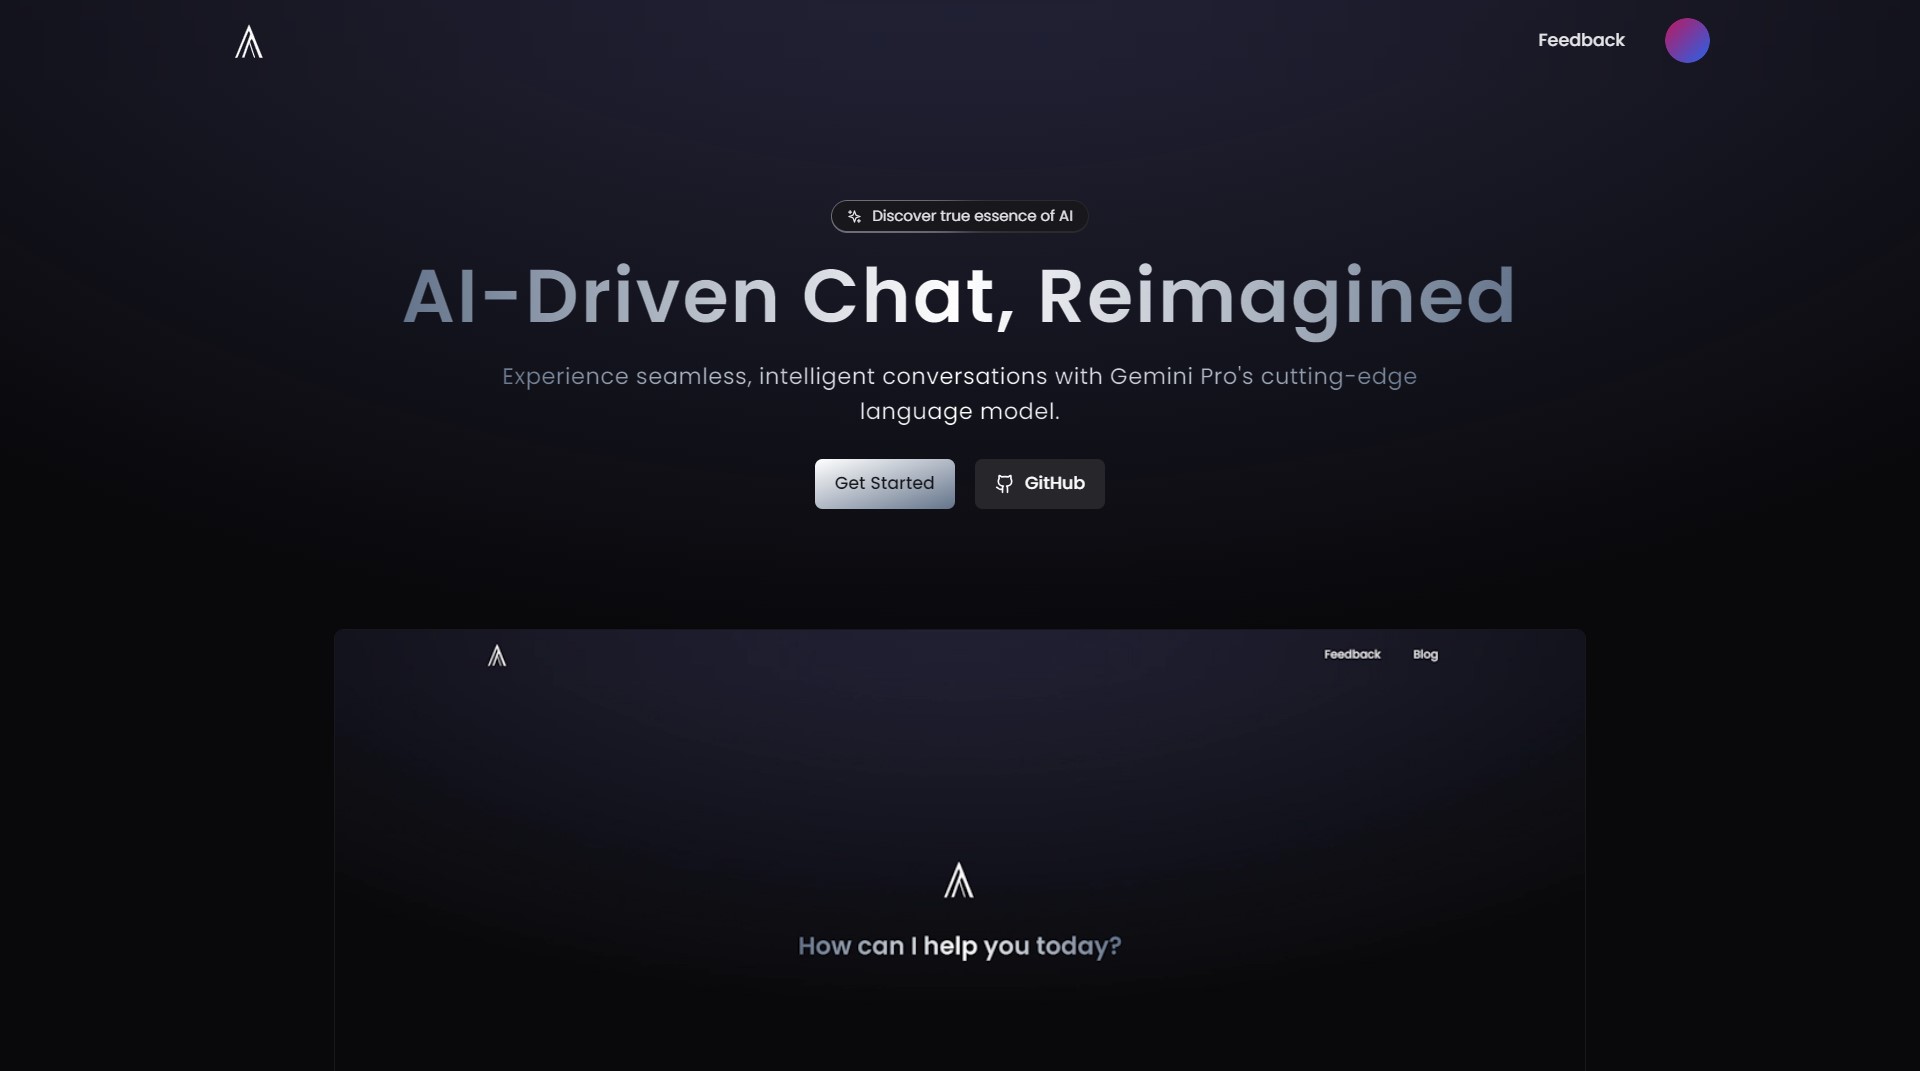 Feedback
Discover true essence of AI
AI-Driven Chat, Reimagined
Experience seamless, intelligent conversations with Gemini Pro's cutting-edge
language model.
Get Started
GitHub
Feedback
Blog
How can I help you today?